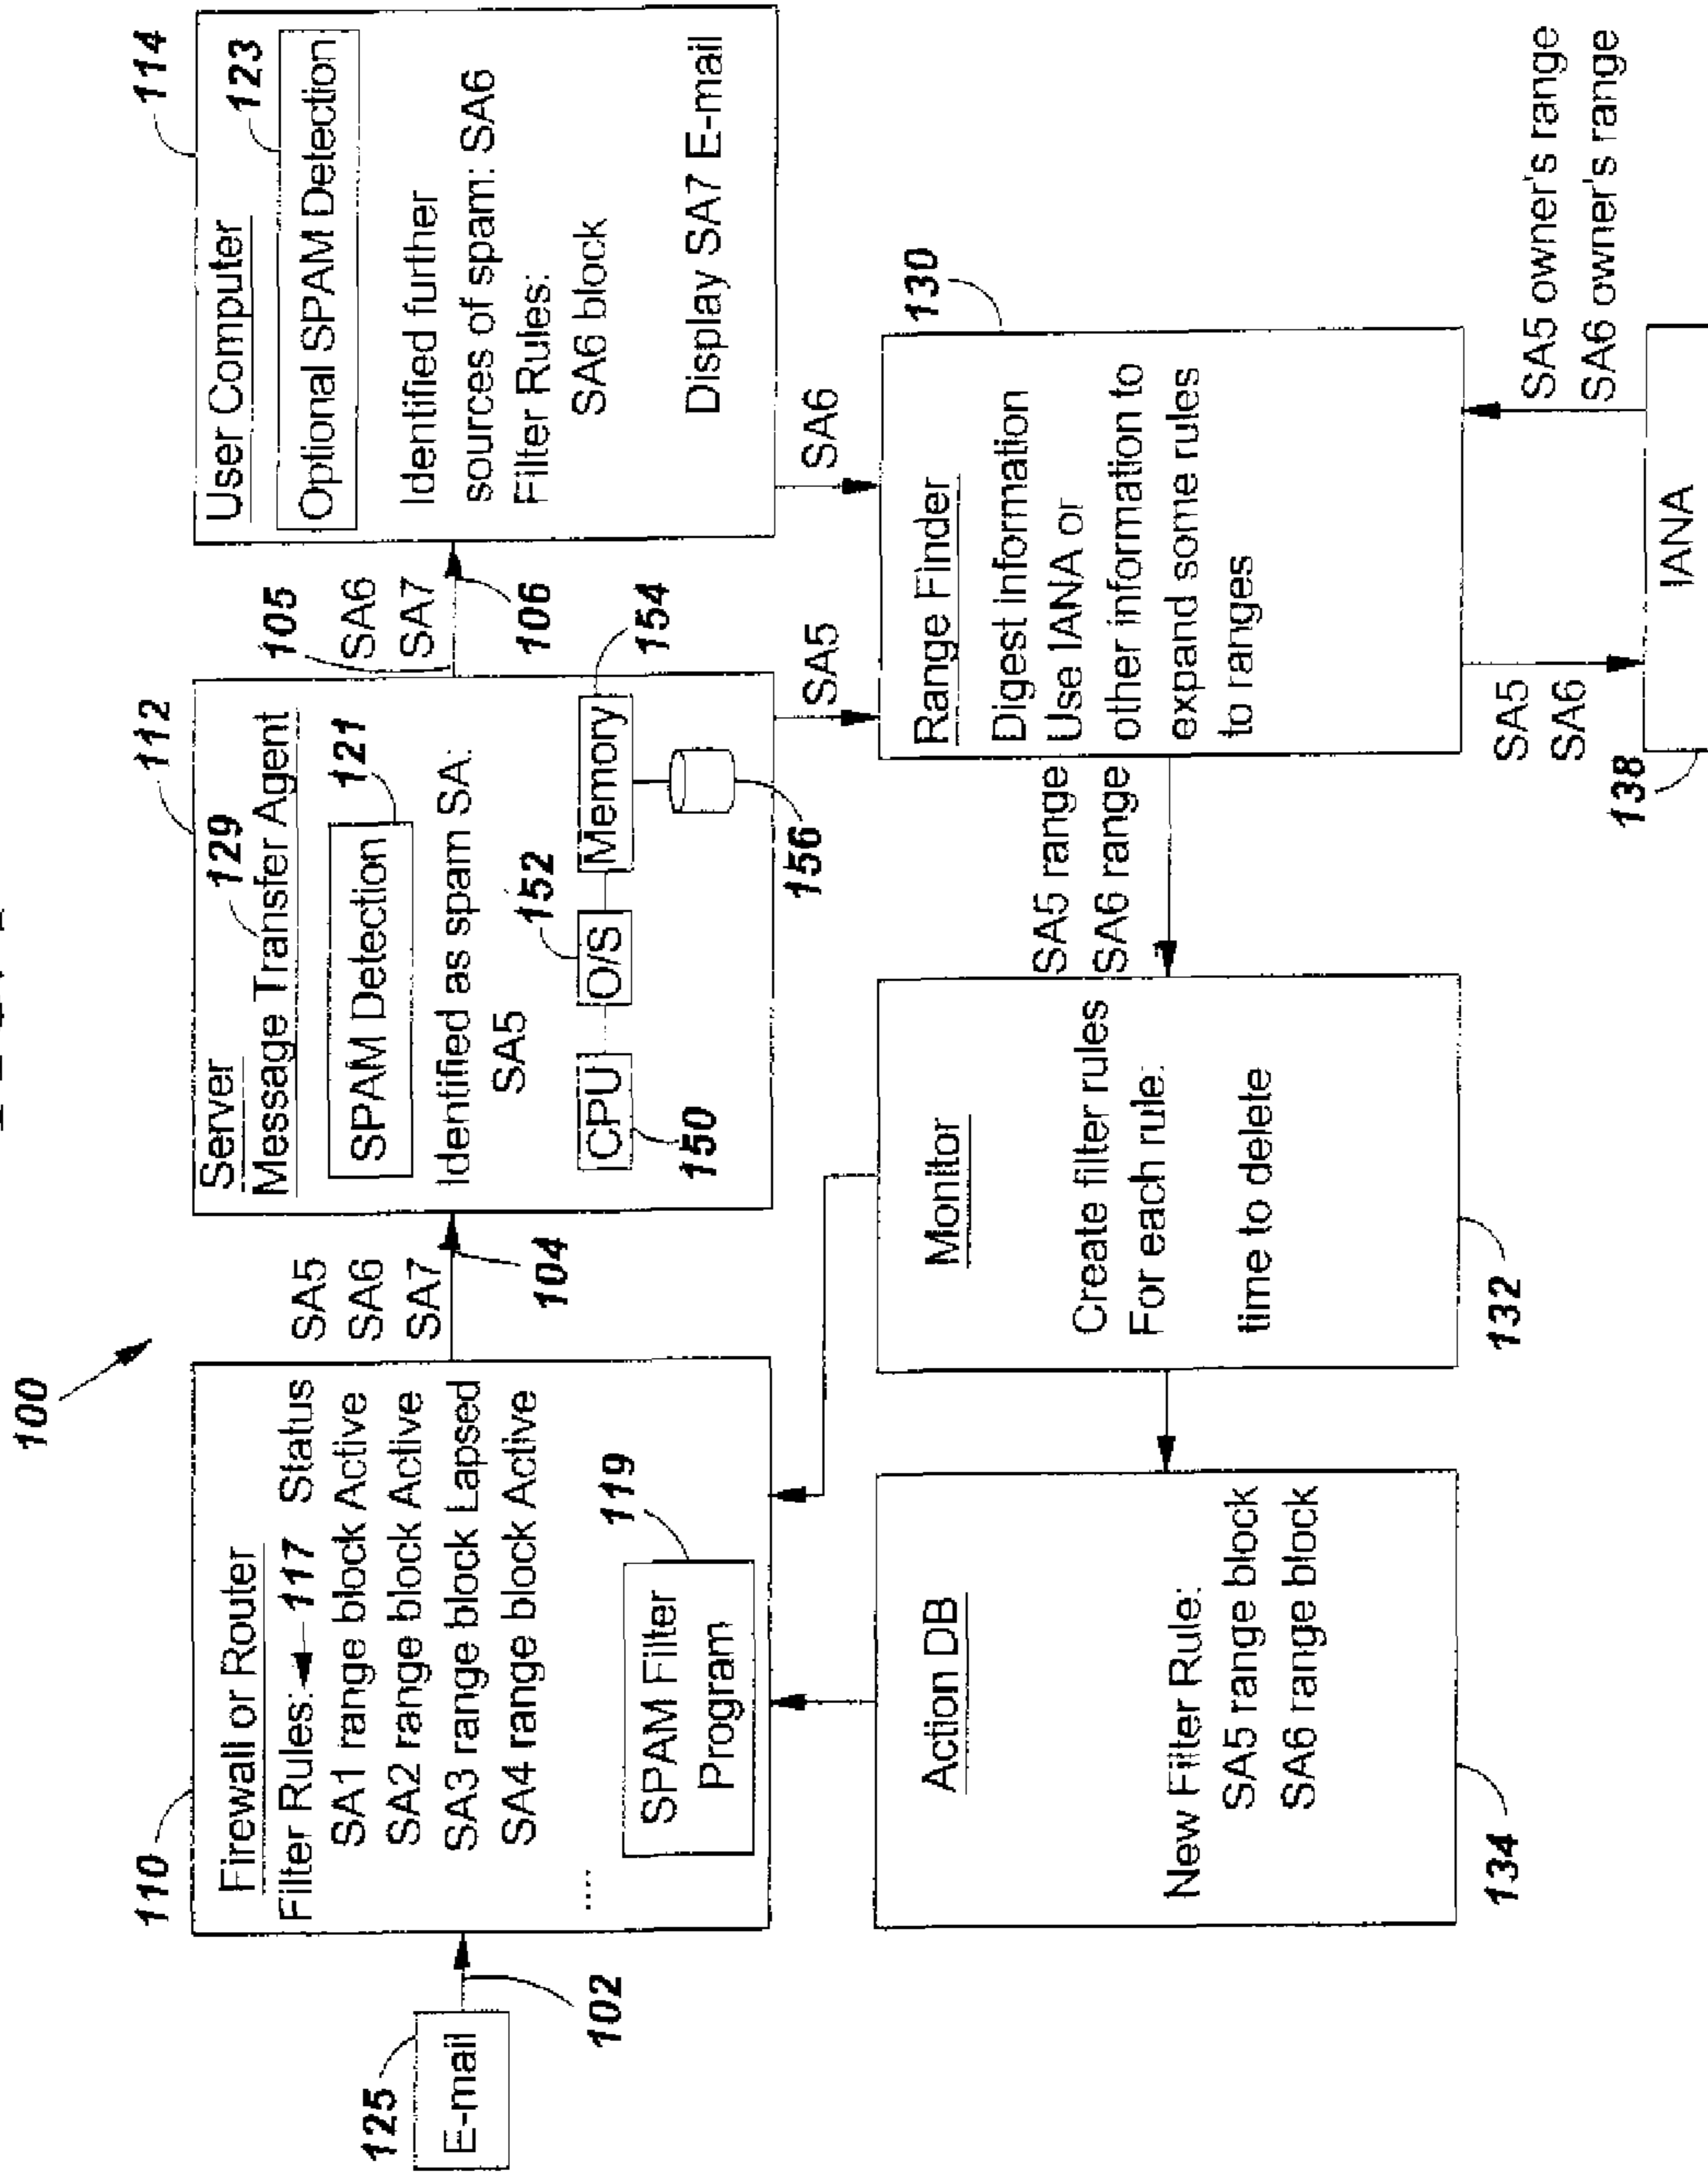 100
110
Firewall or Router
Filter Rules: 117 Status
SA1 range block Active
SA2 range block Active
SA3 range block Lapsed
SA4 range block Active
....
SPAM Filter
Program
119
125
E-mail
102
SA5
SA6
SA7
104
112
Server
129
Message Transfer Agent
SPAM Detection
121
Identified as spam SA:
SA5
152
CPU
O/S
Memory
150
154
156
105
SA6
SA7
106
114
User Computer
123
Optional SPAM Detection
Identified further
sources of spam: SA6
Filter Rules:
SA6 block
Display SA7 E-mail
SA5
SA6
Action DB
New Filter Rule:
SA5 range block
SA6 range block
134
Monitor
Create filter rules
For each rule:
time to delete
132
SA5 range
SA6 range
130
Range Finder
Digest information
Use IANA or
other information to
expand some rules
to ranges
SA5
SA6
SA5 owner's range
SA6 owner's range
138
IANA